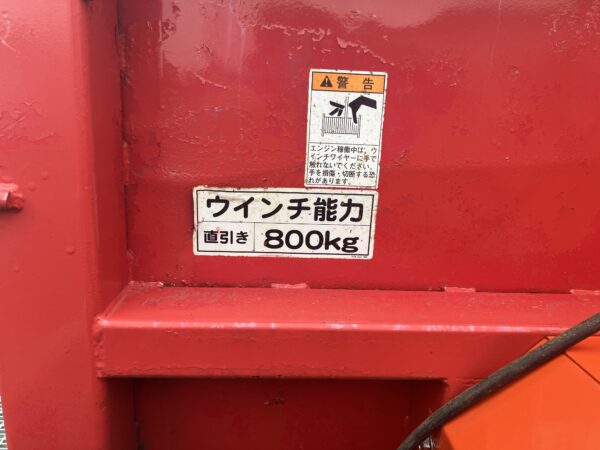 警告
エンジン稼働中は、ウ
インチワイヤーに手で
触れないでください。
手を損傷・切断する恐
れがあります。
ウインチ能力
直引き 800kg